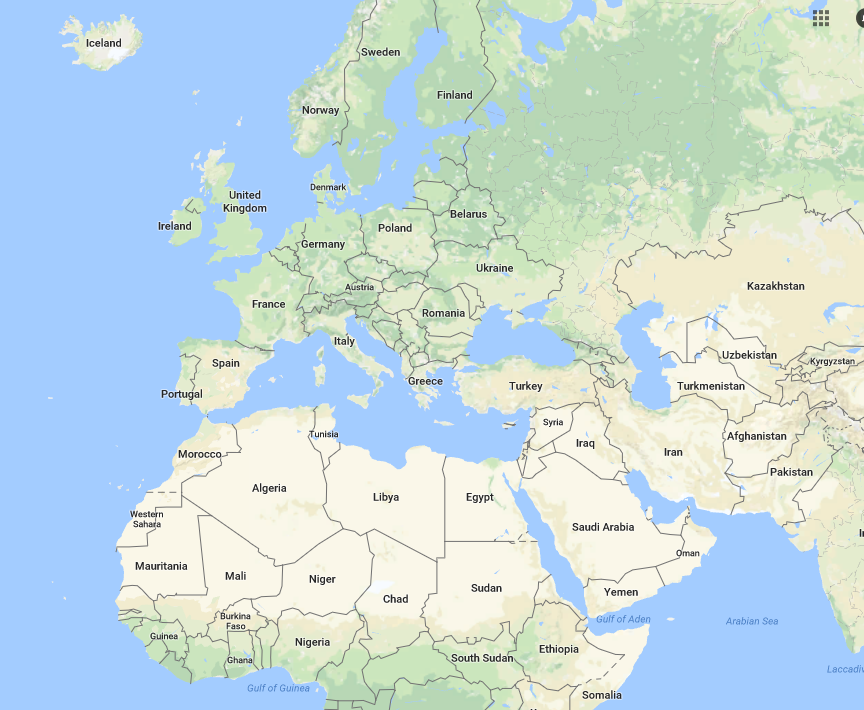 Iceland
Sweden
Finland
Norway
Denmark
United
Kingdom
Ireland
Belarus
Poland
Germany
Ukraine
Austria
France
Romania
Kazakhstan
Italy
Uzbekistan
Kyrgyzstan
Spain
Greece
Turkey
Turkmenistan
Portugal
Syria
Tunisia
Iraq
Afghanistan
Iran
Morocco
Pakistan
Algeria
Libya
Egypt
Western
Sahara
Saudi Arabia
Oman
Mauritania
Mali
Niger
Sudan
Yemen
Chad
Burkina
Faso
Gulf of Aden
Arabian Sea
Guinea
Nigeria
Ethiopia
Ghana
South Sudan
Laccadiv
Gulf of Guinea
Somalia